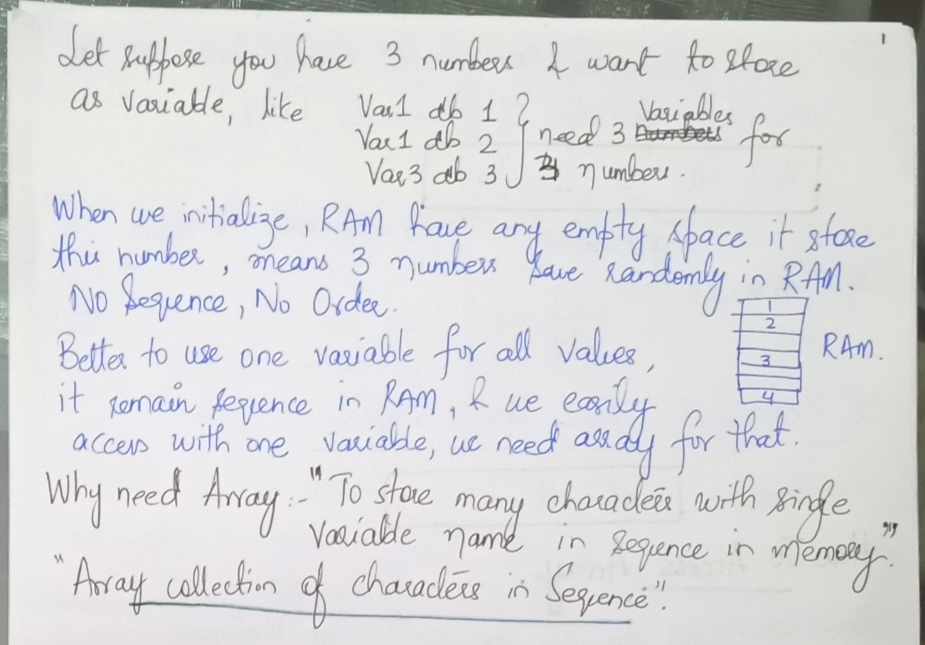 1
Let suppose you have 3 numbers & want to store
as variable, like Var1 db 1
Var1 db 2 } need 3 Variables for
Var3 db 3 3 numbers.
When we initialize, RAM have any empty space it store
this number, means 3 numbers save randomly in RAM.
No Sequence, No Order.
1
2
3
4
RAM.
Better to use one variable for all values,
it remain seqence in RAM, & we easily
access with one variable, we need array for that.
Why need Array:- "To store many characters with single
Variable name in seqence in memory."
"Array collection of characters in Seqence".